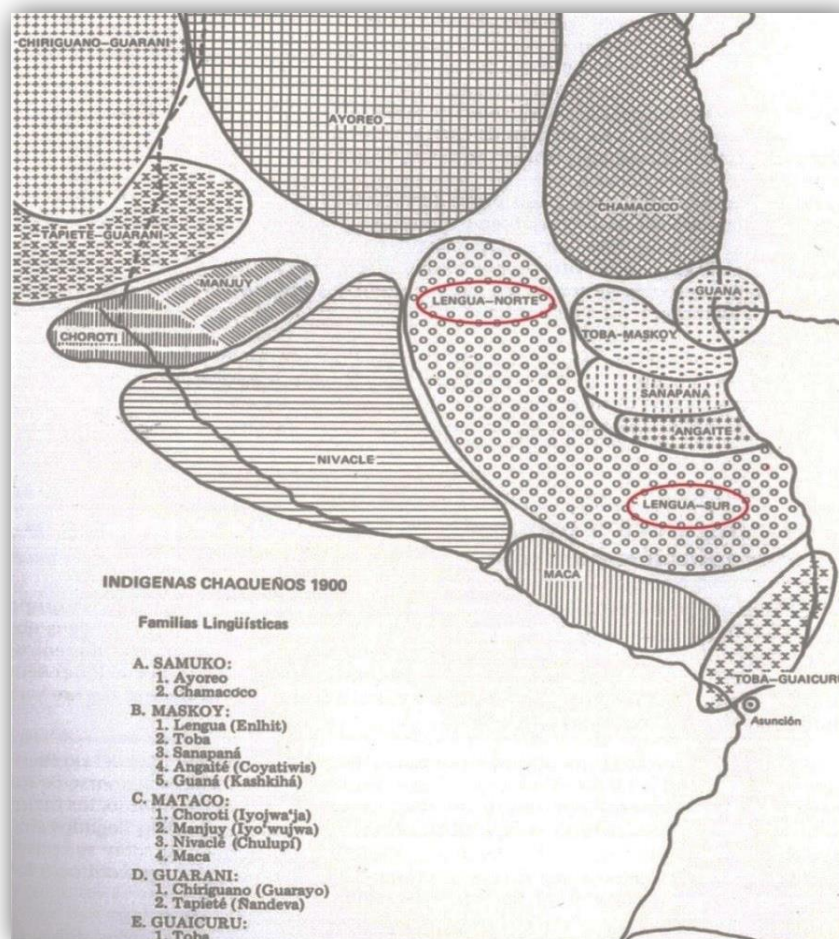 CHIRIGUANO–GUARANI
AYOREO
CHAMACOCO
TAPIETE–GUARANI
MANJUY
CHOROTI
LENGUA–NORTE
GUANA
TOBA–MASKOY
SANAPANA
ANGAITE
NIVACLE
LENGUA–SUR
MACA
TOBA–GUAICURU
Asunción
INDIGENAS CHAQUEÑOS 1900
Familias Lingüísticas
A. SAMUKO:
1. Ayoreo
2. Chamacoco
B. MASKOY:
1. Lengua (Enlhit)
2. Toba
3. Sanapaná
4. Angaité (Coyatiwis)
5. Guaná (Kashkihá)
C. MATACO:
1. Choroti (Iyojwa'ja)
2. Manjuy (Iyo'wujwa)
3. Nivaclé (Chulupí)
4. Maca
D. GUARANI:
1. Chiriguano (Guarayo)
2. Tapieté (Ñandeva)
E. GUAICURU:
1. Toba